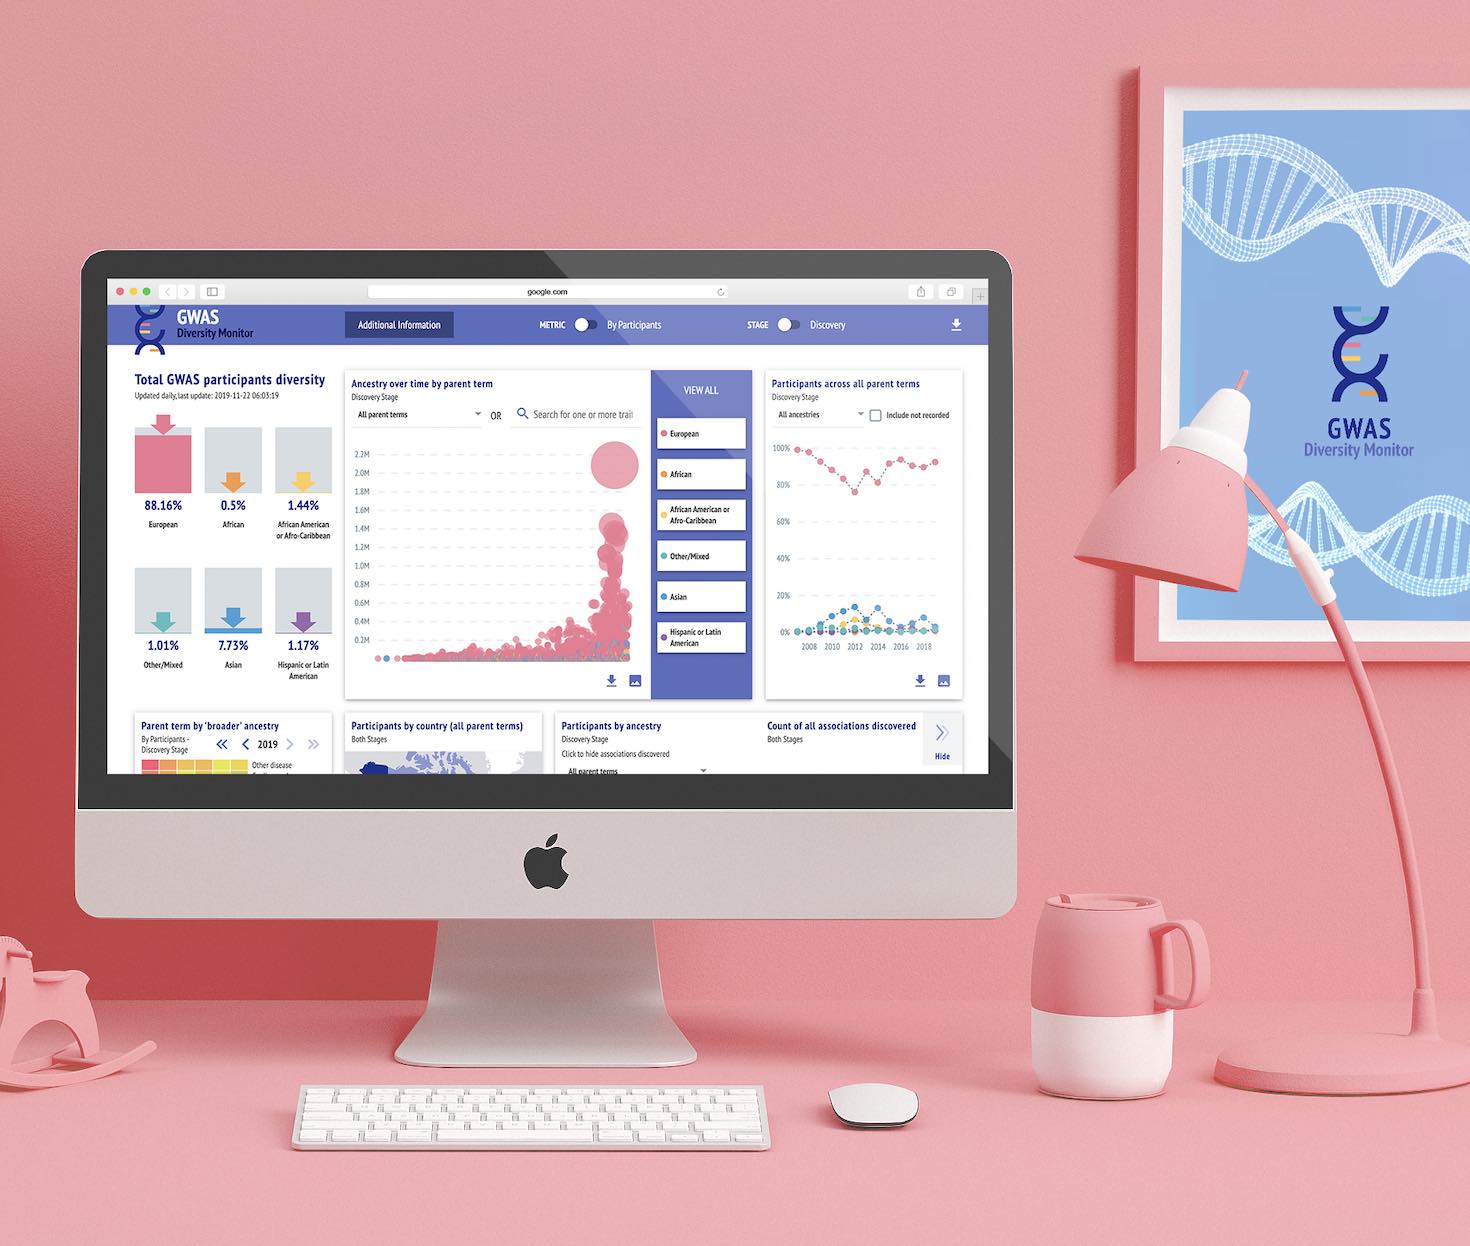 google.com
GWAS
Diversity Monitor
Additional Information
METRIC
By Participants
STAGE
Discovery
Total GWAS participants diversity
Updated daily, last update: 2019-11-22 06:03:19
88.16%
0.5%
1.44%
European
African
African American
or Afro-Caribbean
1.01%
7.73%
1.17%
Other/Mixed
Asian
Hispanic or Latin
American
Ancestry over time by parent term
Discovery Stage
All parent terms
OR
Search for one or more trait
2.2M
2.0M
1.8M
1.6M
1.4M
1.2M
1.0M
0.8M
0.6M
0.4M
0.2M
VIEW ALL
European
African
African American or
Afro-Caribbean
Other/Mixed
Asian
Hispanic or Latin
American
Participants across all parent terms
Discovery Stage
All ancestries
Include not recorded
100%
80%
60%
40%
20%
0%
2008 2010 2012 2014 2016 2018
Parent term by 'broader' ancestry
By Participants -
Discovery Stage
2019
Other disease
Participants by country (all parent terms)
Both Stages
Participants by ancestry
Discovery Stage
Click to hide associations discovered
All parent terms
Count of all associations discovered
Both Stages
Hide
GWAS
Diversity Monitor